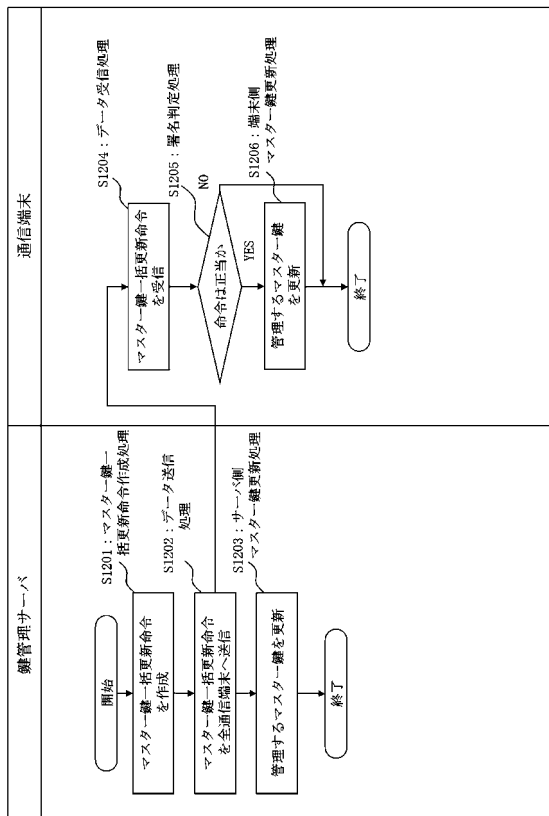 鍵管理サーバ
開始
S1201：マスター鍵一
括更新命令作成処理
マスター鍵一括更新命令
を作成
S1202：データ送信
処理
マスター鍵一括更新命令
を全通信端末へ送信
S1203：サーバ側
マスター鍵更新処理
管理するマスター鍵を更新
終了
通信端末
S1204：データ受信処理
マスター鍵一括更新命令
を受信
S1205：署名判定処理
命令は正当か
NO
YES
S1206：端末側
マスター鍵更新処理
管理するマスター鍵
を更新
終了